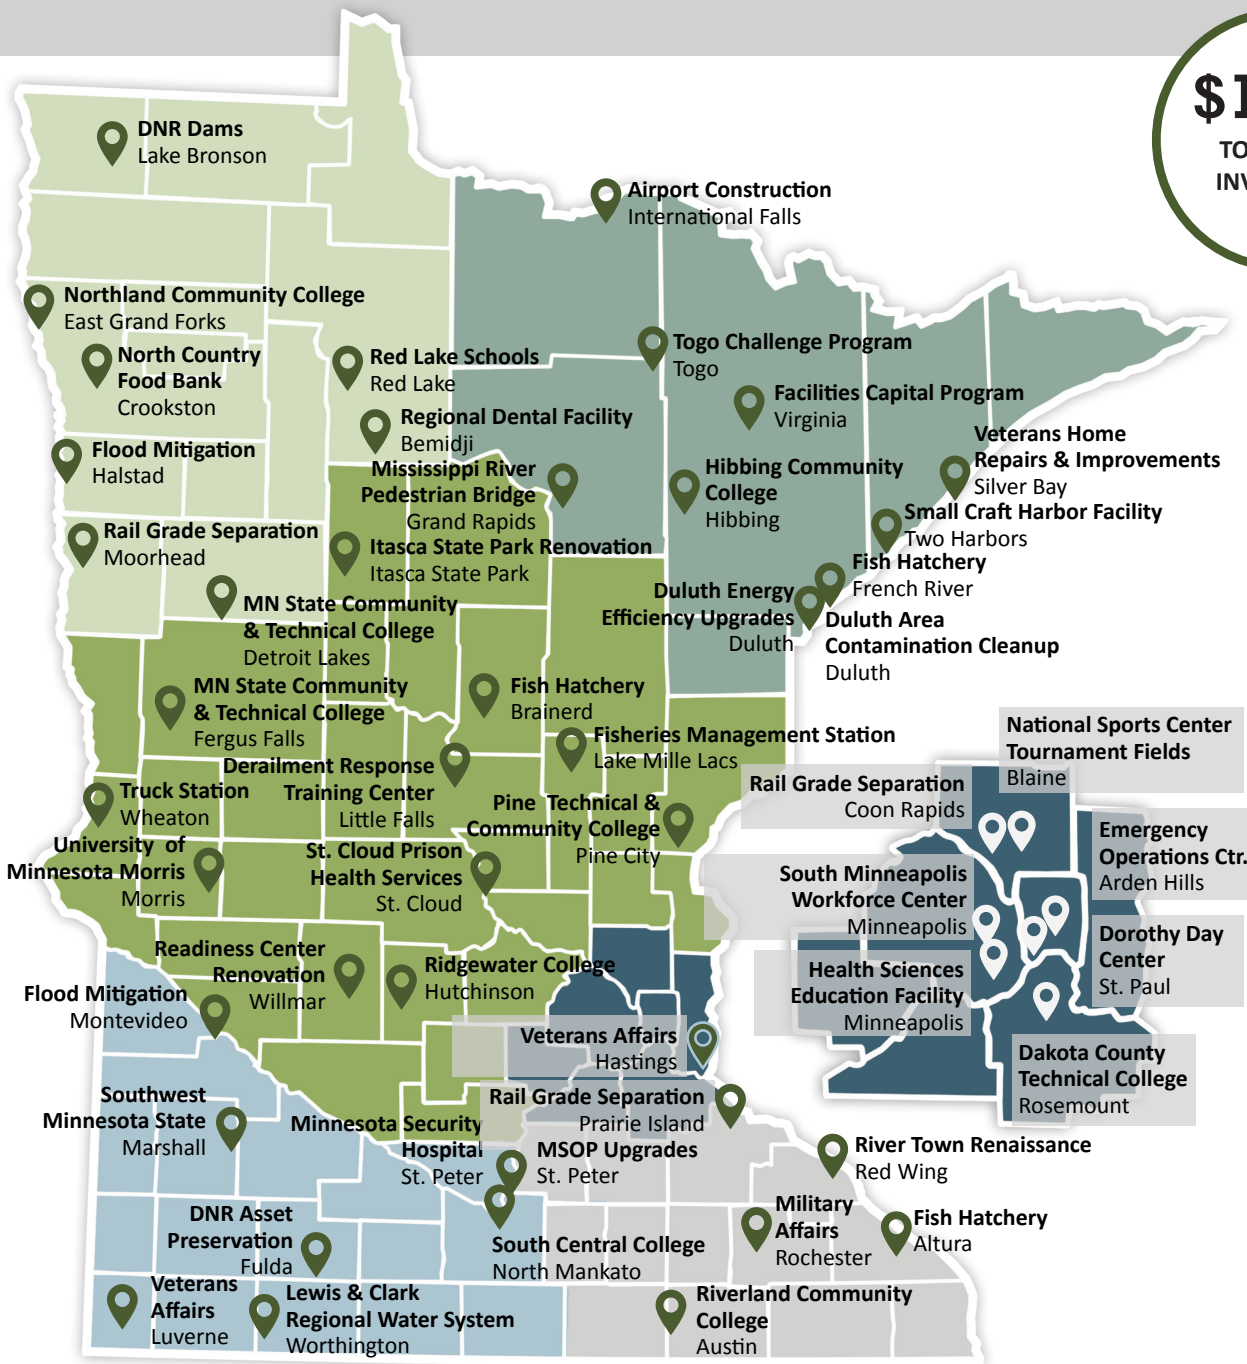 $1
TO
INV
DNR Dams
Lake Bronson
Airport Construction
International Falls
Northland Community College
East Grand Forks
North Country
Food Bank
Crookston
Red Lake Schools
Red Lake
Togo Challenge Program
Togo
Facilities Capital Program
Virginia
Regional Dental Facility
Bemidji
Flood Mitigation
Halstad
Mississippi River
Pedestrian Bridge
Grand Rapids
Hibbing Community
College
Hibbing
Veterans Home
Repairs & Improvements
Silver Bay
Small Craft Harbor Facility
Two Harbors
Rail Grade Separation
Moorhead
Itasca State Park Renovation
Itasca State Park
Fish Hatchery
French River
Duluth Energy
Efficiency Upgrades
Duluth
Duluth Area
Contamination Cleanup
Duluth
MN State Community
& Technical College
Detroit Lakes
MN State Community
& Technical College
Fergus Falls
Fish Hatchery
Brainerd
Fisheries Management Station
Lake Mille Lacs
Derailment Response
Training Center
Little Falls
Truck Station
Wheaton
Pine Technical &
Community College
Pine City
University of
Minnesota Morris
Morris
St. Cloud Prison
Health Services
St. Cloud
National Sports Center
Tournament Fields
Blaine
Rail Grade Separation
Coon Rapids
Emergency
Operations Ctr.
Arden Hills
South Minneapolis
Workforce Center
Minneapolis
Dorothy Day
Center
St. Paul
Health Sciences
Education Facility
Minneapolis
Dakota County
Technical College
Rosemount
Readiness Center
Renovation
Willmar
Ridgewater College
Hutchinson
Flood Mitigation
Montevideo
Veterans Affairs
Hastings
Rail Grade Separation
Prairie Island
Southwest
Minnesota State
Marshall
Minnesota Security
Hospital
St. Peter
MSOP Upgrades
St. Peter
River Town Renaissance
Red Wing
DNR Asset
Preservation
Fulda
South Central College
North Mankato
Military
Affairs
Rochester
Fish Hatchery
Altura
Veterans
Affairs
Luverne
Lewis & Clark
Regional Water System
Worthington
Riverland Community
College
Austin